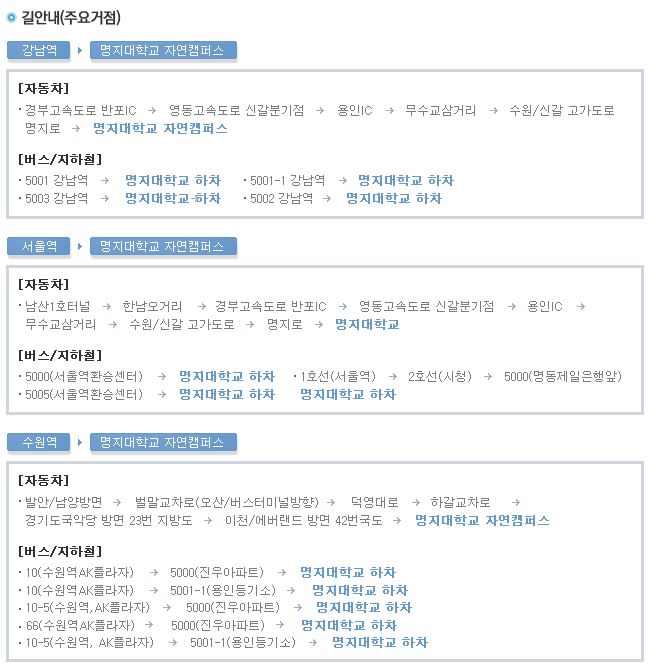 길안내(주요거점)
강남역 명지대학교 자연캠퍼스
[자동차]
· 경부고속도로 반포IC → 영동고속도로 신갈분기점 → 용인IC → 무수교삼거리 → 수원/신갈 고가도로
명지로 → 명지대학교 자연캠퍼스
[버스/지하철]
· 5001 강남역 → 명지대학교 하차 · 5001-1 강남역 → 명지대학교 하차
· 5003 강남역 → 명지대학교 하차 · 5002 강남역 → 명지대학교 하차
서울역 명지대학교 자연캠퍼스
[자동차]
· 남산1호터널 → 한남오거리 → 경부고속도로 반포IC → 영동고속도로 신갈분기점 → 용인IC →
무수교삼거리 → 수원/신갈 고가도로 → 명지로 → 명지대학교
[버스/지하철]
· 5000(서울역환승센터) → 명지대학교 하차 · 1호선(서울역) → 2호선(시청) → 5000(명동제일은행앞)
· 5005(서울역환승센터) → 명지대학교 하차 명지대학교 하차
수원역 명지대학교 자연캠퍼스
[자동차]
· 발안/남양방면 → 벌말교차로(오산/버스터미널방향) → 덕영대로 → 하갈교차로 →
경기도국악당 방면 23번 지방도 → 이천/에버랜드 방면 42번국도 → 명지대학교 자연캠퍼스
[버스/지하철]
· 10(수원역AK플라자) → 5000(진우아파트) → 명지대학교 하차
· 10(수원역AK플라자) → 5001-1(용인등기소) → 명지대학교 하차
· 10-5(수원역,AK플라자) → 5000(진우아파트) → 명지대학교 하차
· 66(수원역AK플라자) → 5000(진우아파트) → 명지대학교 하차
· 10-5(수원역, AK플라자) → 5001-1(용인등기소) → 명지대학교 하차